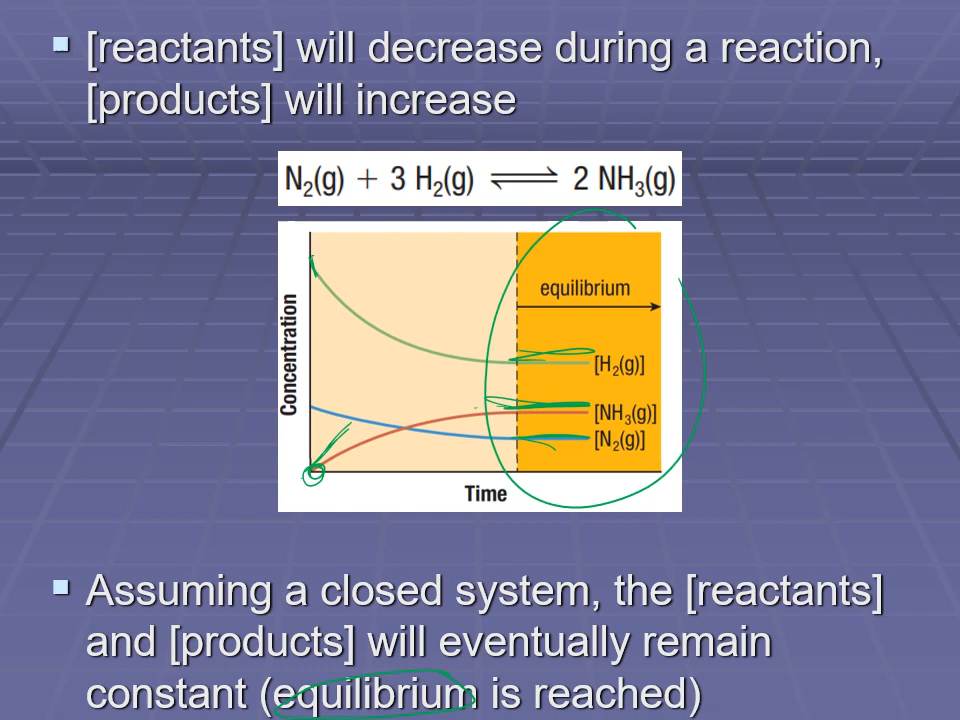 [reactants] will decrease during a reaction,
[products] will increase
N₂(g) + 3 H₂(g) ⇌ 2 NH₃(g)
Concentration
equilibrium
[H₂(g)]
[NH₃(g)]
[N₂(g)]
Time
Assuming a closed system, the [reactants]
and [products] will eventually remain
constant (equilibrium is reached)